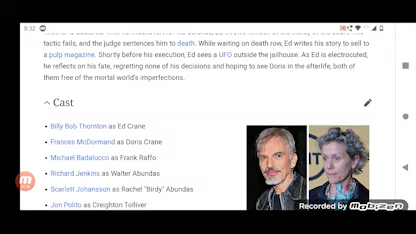 9:32
tactic fails, and the judge sentences him to death. While waiting on death row, Ed writes his story to sell to
a pulp magazine. Shortly before his execution, Ed sees a UFO outside the jailhouse. As Ed is electrocuted,
he reflects on his fate, regretting none of his decisions and hoping to see Doris in the afterlife, both of
them free of the mortal world's imperfections.
Cast
• Billy Bob Thornton as Ed Crane
• Frances McDormand as Doris Crane
• Michael Badalucco as Frank Raffo
• Richard Jenkins as Walter Abundas
• Scarlett Johansson as Rachel "Birdy" Abundas
• Jon Polito as Creighton Tolliver
Recorded by Mobizen